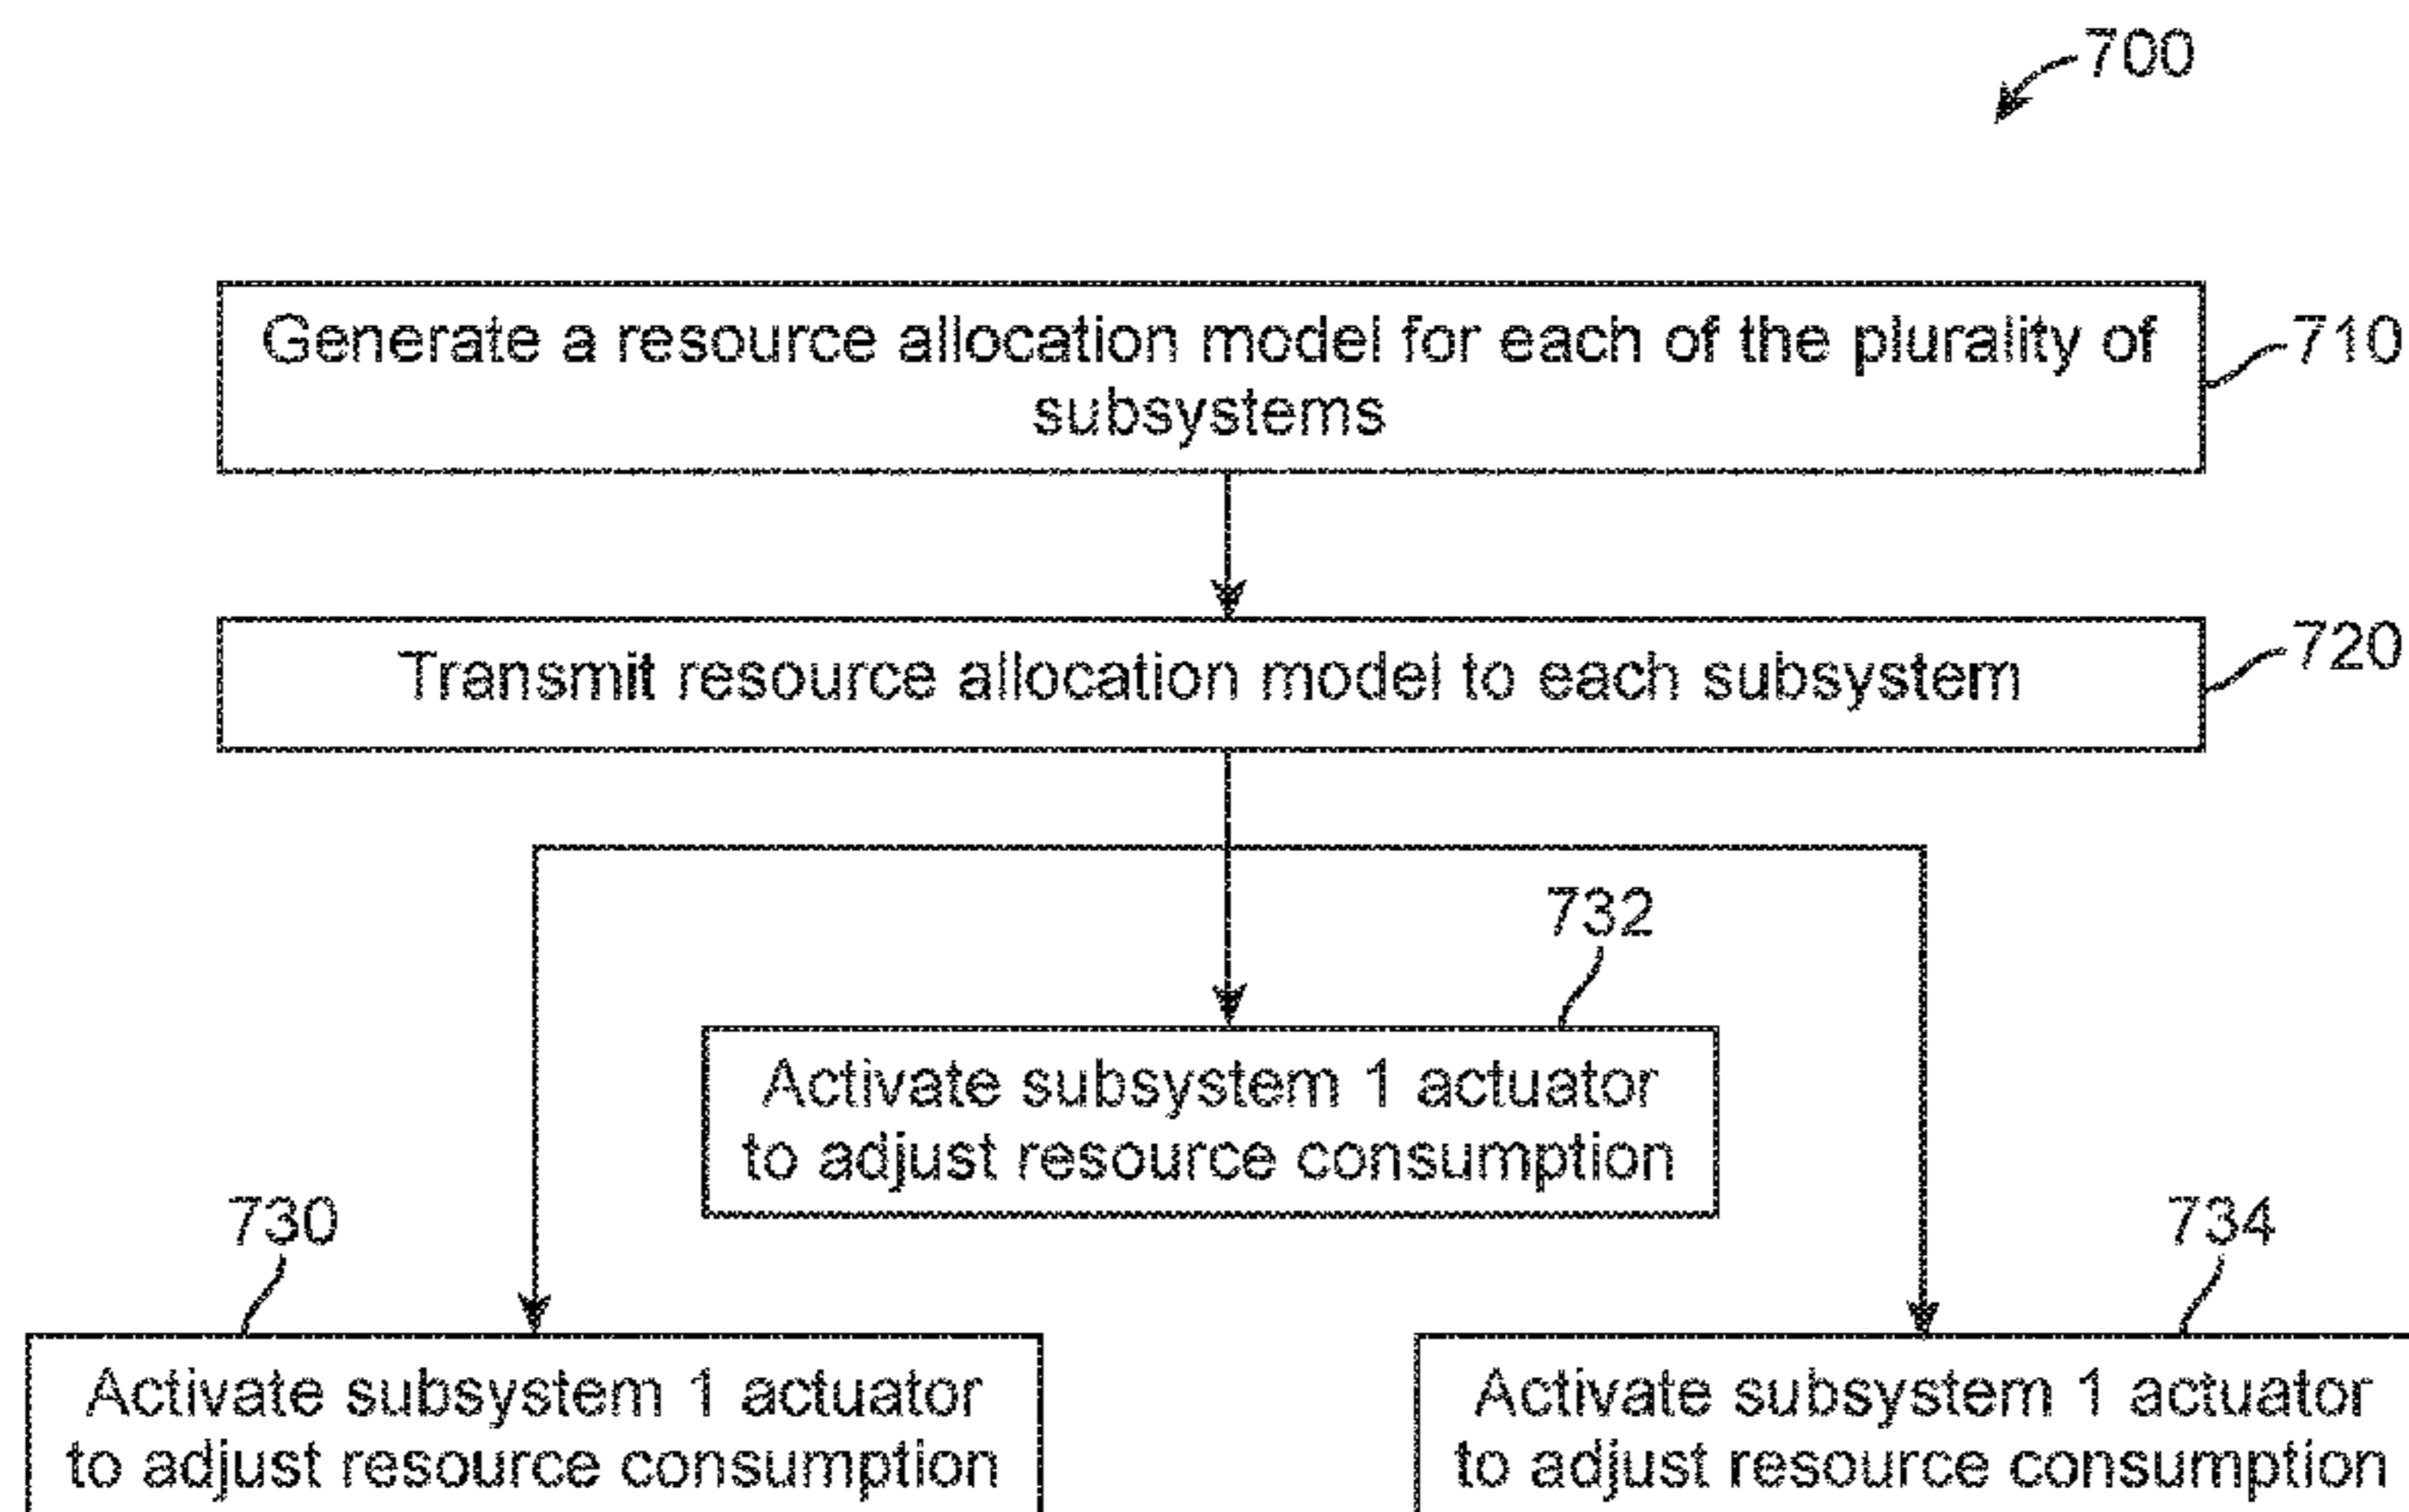 700
Generate a resource allocation model for each of the plurality of
subsystems
710
Transmit resource allocation model to each subsystem
720
732
Activate subsystem 1 actuator
to adjust resource consumption
730
Activate subsystem 1 actuator
to adjust resource consumption
734
Activate subsystem 1 actuator
to adjust resource consumption